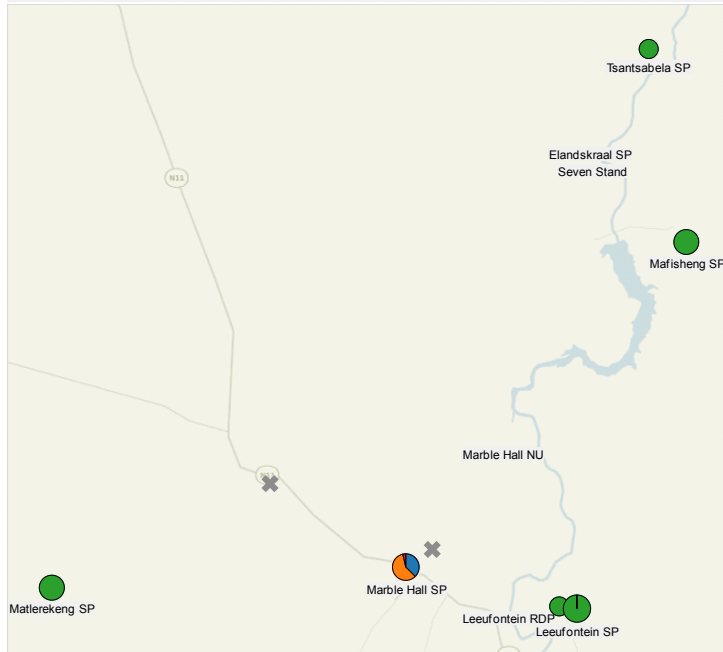 Tsantsabela SP
Elandskraal SP
Seven Stand
N11
Mafisheng SP
Marble Hall NU
N11
Marble Hall SP
Matlerekeng SP
Leeufontein RDP
Leeufontein SP